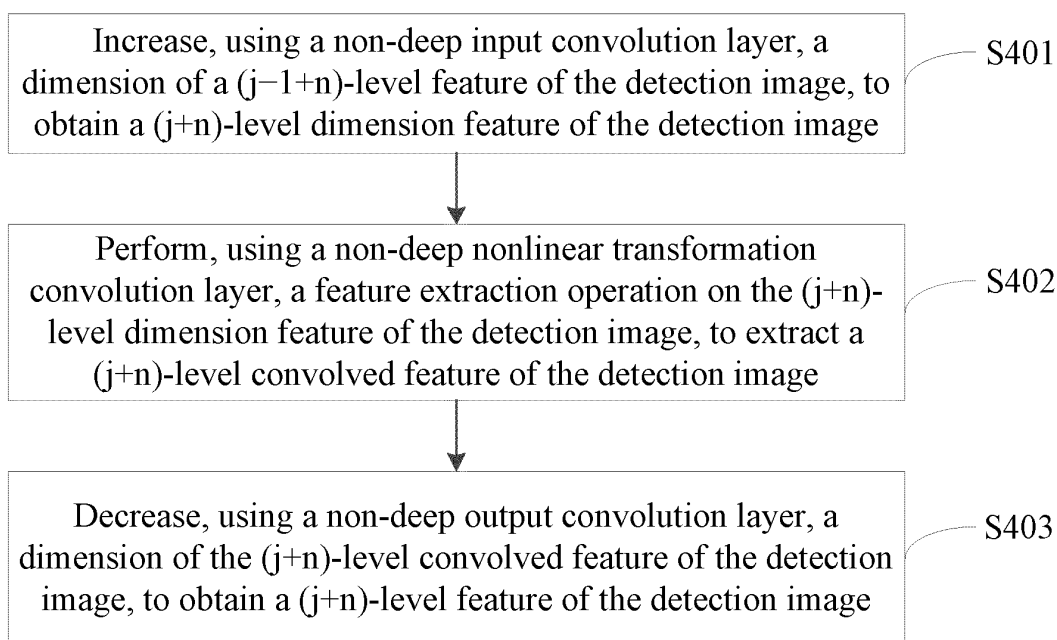 Increase, using a non-deep input convolution layer, a
dimension of a (j−1+n)-level feature of the detection image, to
obtain a (j+n)-level dimension feature of the detection image
S401
Perform, using a non-deep nonlinear transformation
convolution layer, a feature extraction operation on the (j+n)-
level dimension feature of the detection image, to extract a
(j+n)-level convolved feature of the detection image
S402
Decrease, using a non-deep output convolution layer, a
dimension of the (j+n)-level convolved feature of the detection
image, to obtain a (j+n)-level feature of the detection image
S403